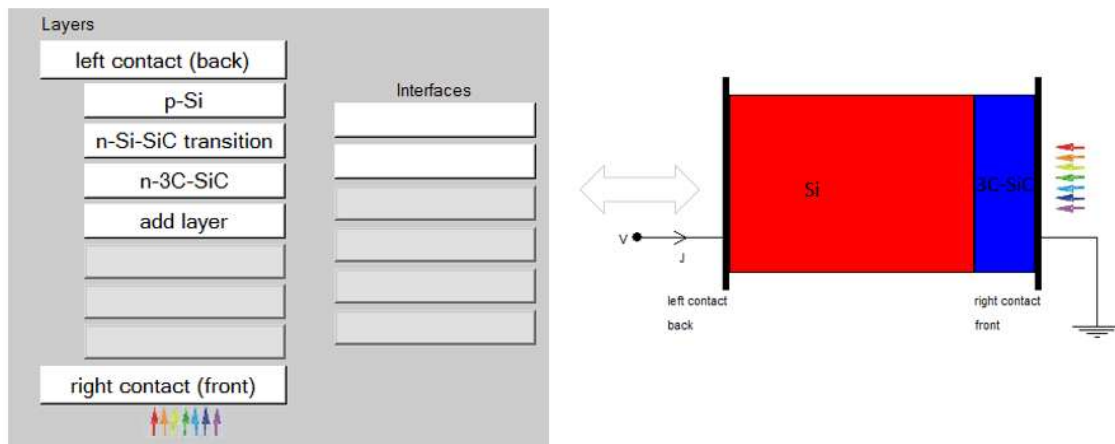 Layers
left contact (back)
p-Si
n-Si-SiC transition
n-3C-SiC
add layer
right contact (front)
Interfaces
Si
3C-SiC
V
J
left contact
back
right contact
front